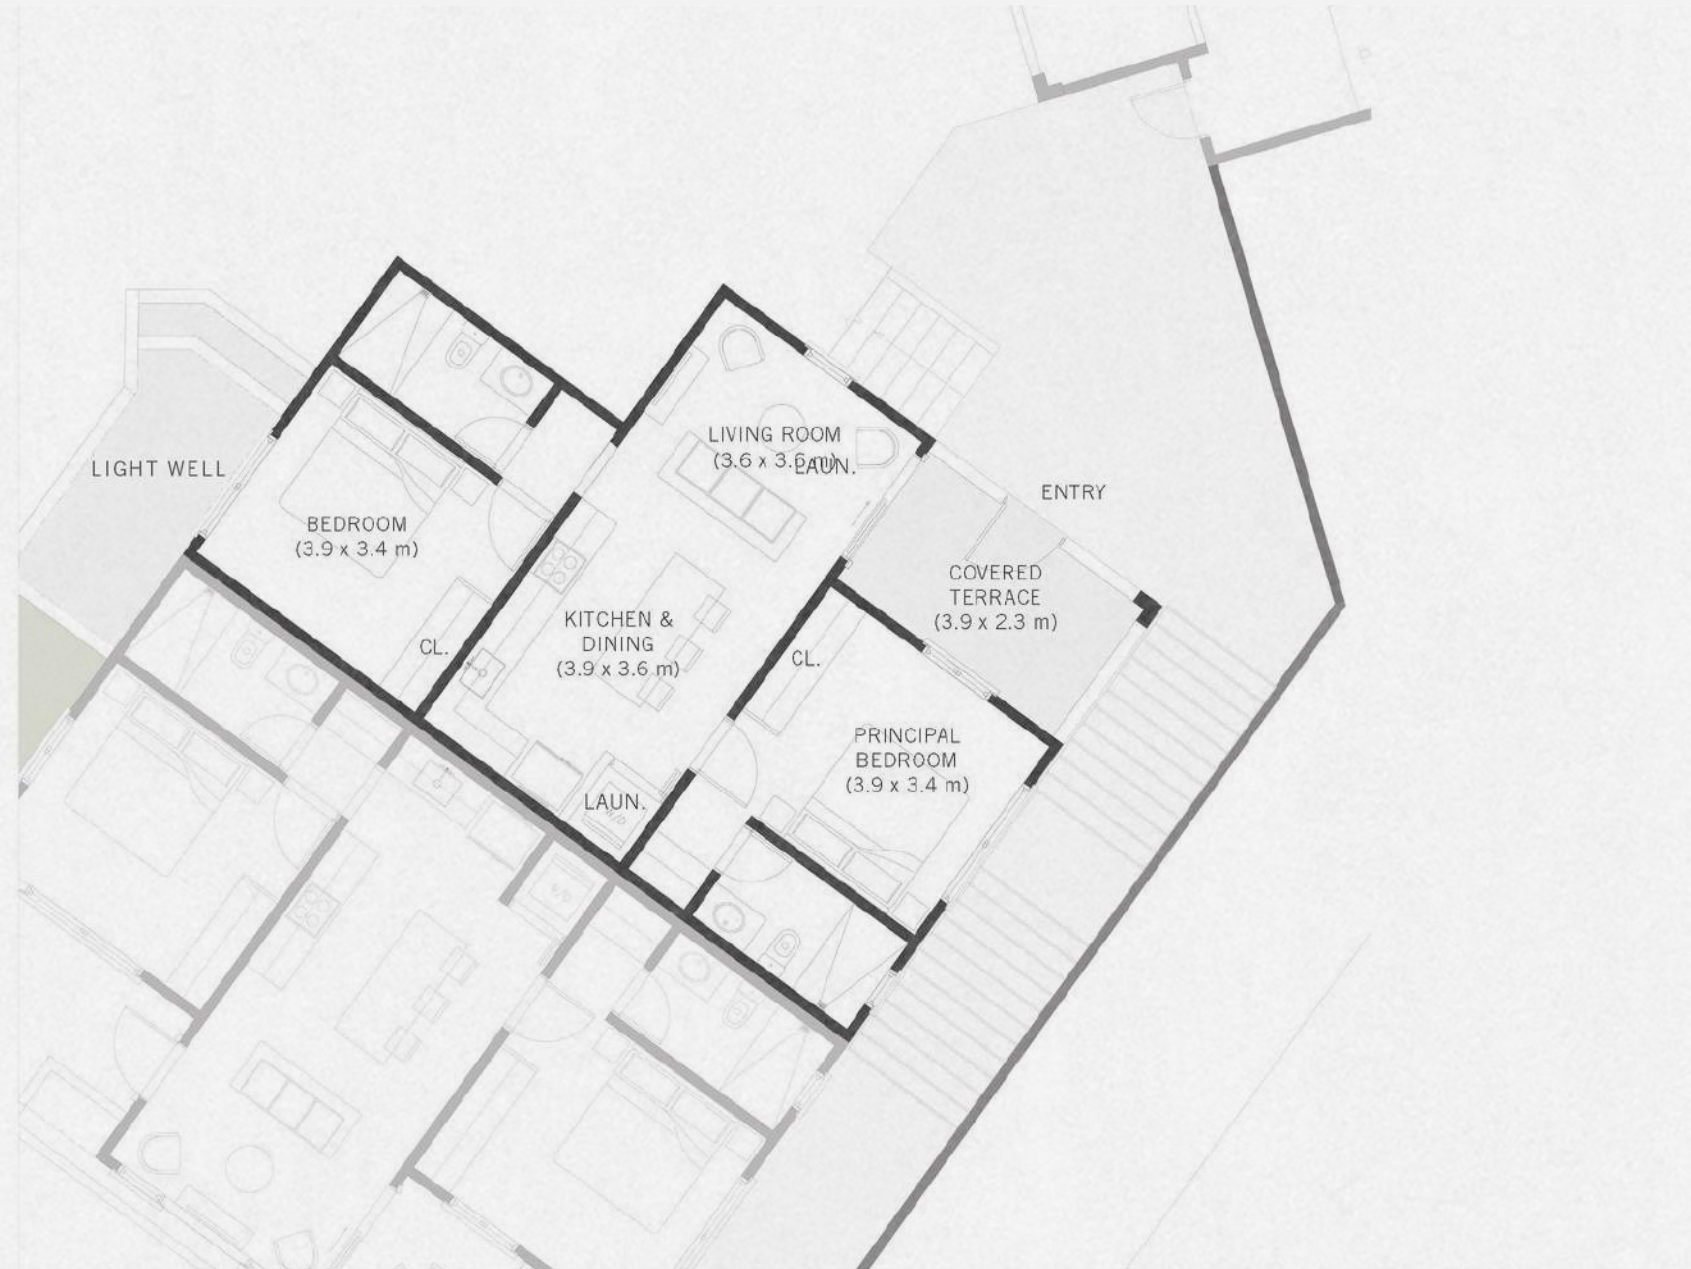 LIGHT WELL
BEDROOM
(3.9 x 3.4 m)
CL.
LIVING ROOM
(3.6 x 3.6 m)
LAUN.
ENTRY
KITCHEN &
DINING
(3.9 x 3.6 m)
COVERED
TERRACE
(3.9 x 2.3 m)
CL.
PRINCIPAL
BEDROOM
(3.9 x 3.4 m)
LAUN.